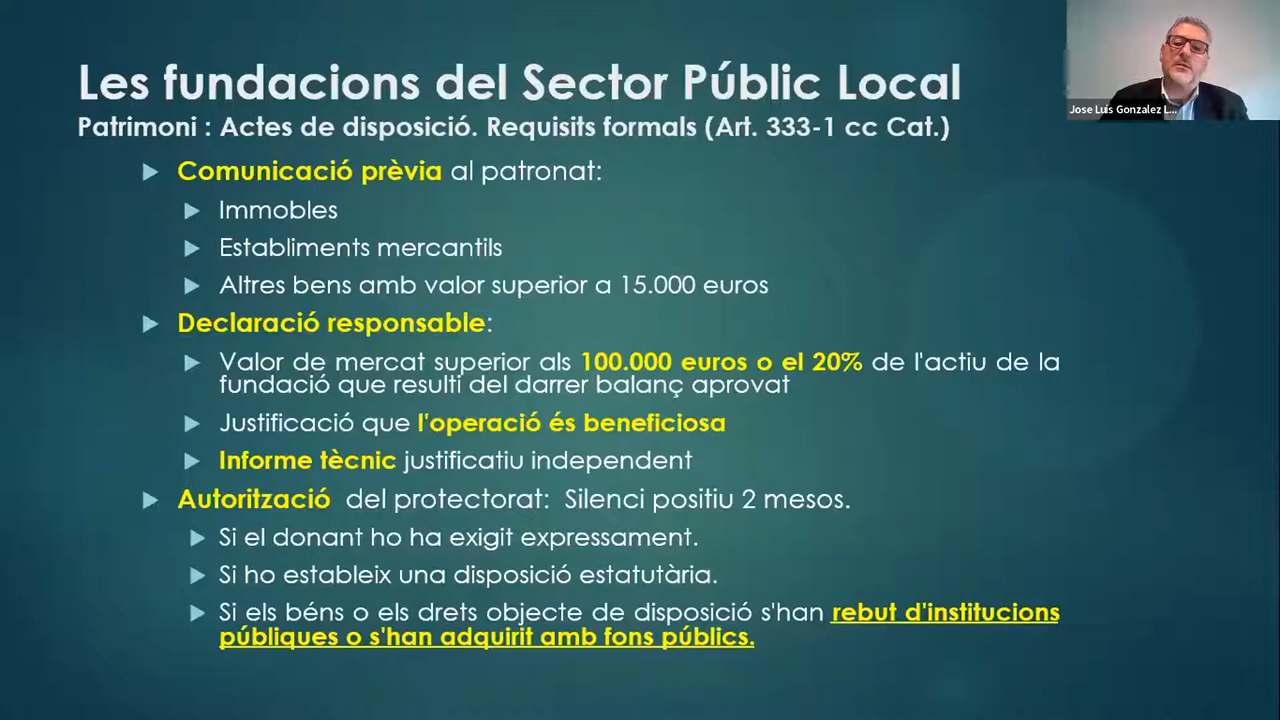 Les fundacions del Sector Públic Local
Patrimoni : Actes de disposició. Requisits formals (Art. 333-1 cc Cat.)
Jose Luis Gonzalez L...
Comunicació prèvia al patronat:
Immobles
Establiments mercantils
Altres bens amb valor superior a 15.000 euros
Declaració responsable:
Valor de mercat superior als 100.000 euros o el 20% de l'actiu de la
fundació que resulti del darrer balanç aprovat
Justificació que l'operació és beneficiosa
Informe tècnic justificatiu independent
Autorització del protectorat: Silenci positiu 2 mesos.
Si el donant ho ha exigit expressament.
Si ho estableix una disposició estatutària.
Si els béns o els drets objecte de disposició s'han rebut d'institucions
públiques o s'han adquirit amb fons públics.